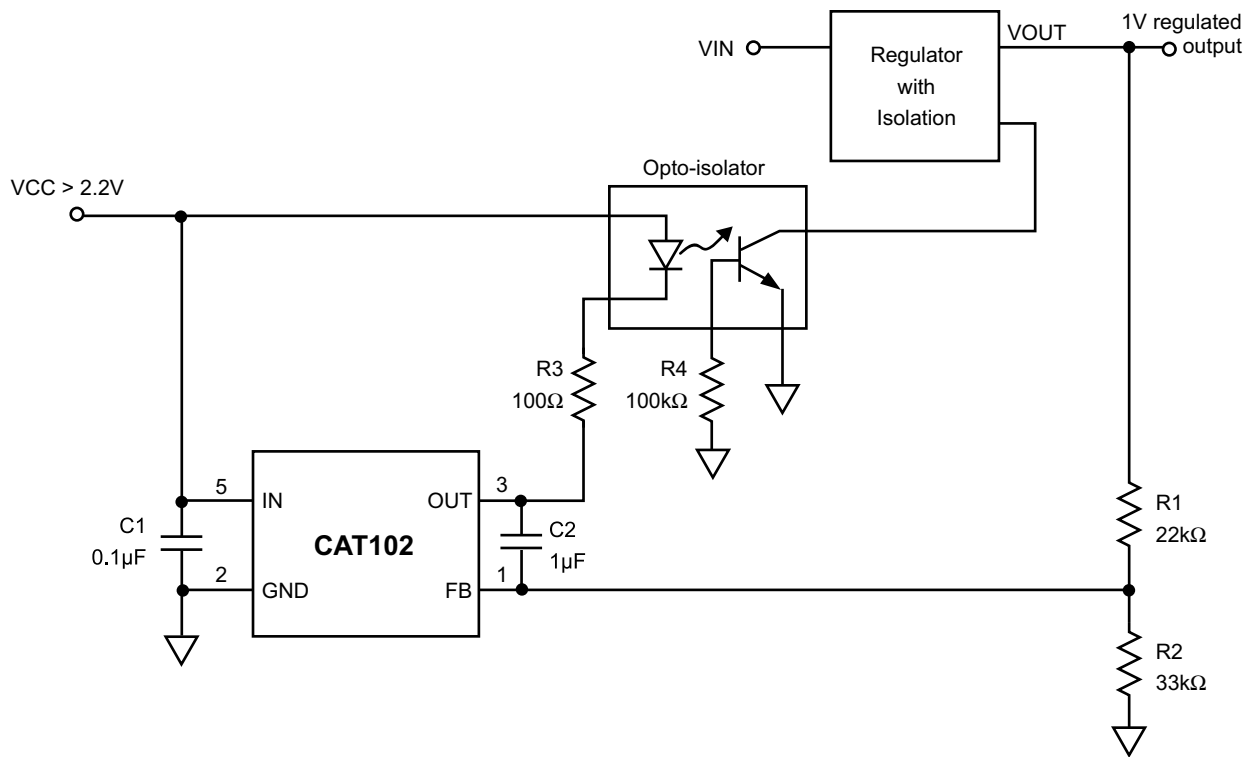 VIN
Regulator
with
Isolation
VOUT
1V regulated
output
Opto-isolator
VCC > 2.2V
R3
100Ω
R4
100kΩ
5
IN
OUT
3
C1
0.1µF
CAT102
C2
1µF
2
GND
FB
1
R1
22kΩ
R2
33kΩ